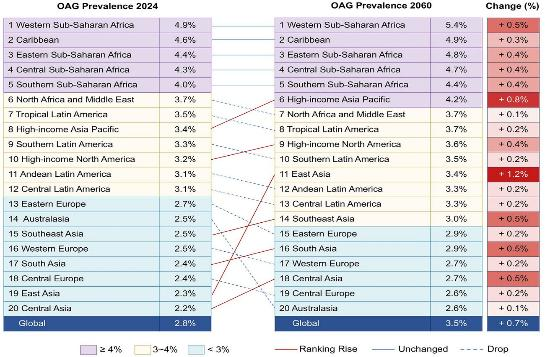 OAG Prevalence 2024 OAG Prevalence 2060 Change (%)
1 Western Sub-Saharan Africa 4.9% 1 Western Sub-Saharan Africa 5.4% + 0.5%
2 Caribbean 4.6% 2 Caribbean 4.9% + 0.3%
3 Eastern Sub-Saharan Africa 4.4% 3 Eastern Sub-Saharan Africa 4.8% + 0.4%
4 Central Sub-Saharan Africa 4.3% 4 Central Sub-Saharan Africa 4.7% + 0.4%
5 Southern Sub-Saharan Africa 4.0% 5 Southern Sub-Saharan Africa 4.4% + 0.4%
6 North Africa and Middle East 3.7% 6 High-income Asia Pacific 4.2% + 0.8%
7 Tropical Latin America 3.5% 7 North Africa and Middle East 3.7% + 0.1%
8 High-income Asia Pacific 3.4% 8 Tropical Latin America 3.7% + 0.2%
9 Southern Latin America 3.3% 9 High-income North America 3.6% + 0.4%
10 High-income North America 3.2% 10 Southern Latin America 3.5% + 0.2%
11 Andean Latin America 3.1% 11 East Asia 3.4% + 1.2%
12 Central Latin America 3.1% 12 Andean Latin America 3.3% + 0.2%
13 Eastern Europe 2.7% 13 Central Latin America 3.3% + 0.2%
14 Australasia 2.5% 14 Southeast Asia 3.0% + 0.5%
15 Southeast Asia 2.5% 15 Eastern Europe 2.9% + 0.2%
16 Western Europe 2.5% 16 South Asia 2.9% + 0.5%
17 South Asia 2.4% 17 Western Europe 2.7% + 0.2%
18 Central Europe 2.4% 18 Central Asia 2.7% + 0.5%
19 East Asia 2.3% 19 Central Europe 2.6% + 0.2%
20 Central Asia 2.2% 20 Australasia 2.6% + 0.1%
Global 2.8% Global 3.5% + 0.7%
≥ 4% 3~4% < 3% Ranking Rise Unchanged Drop